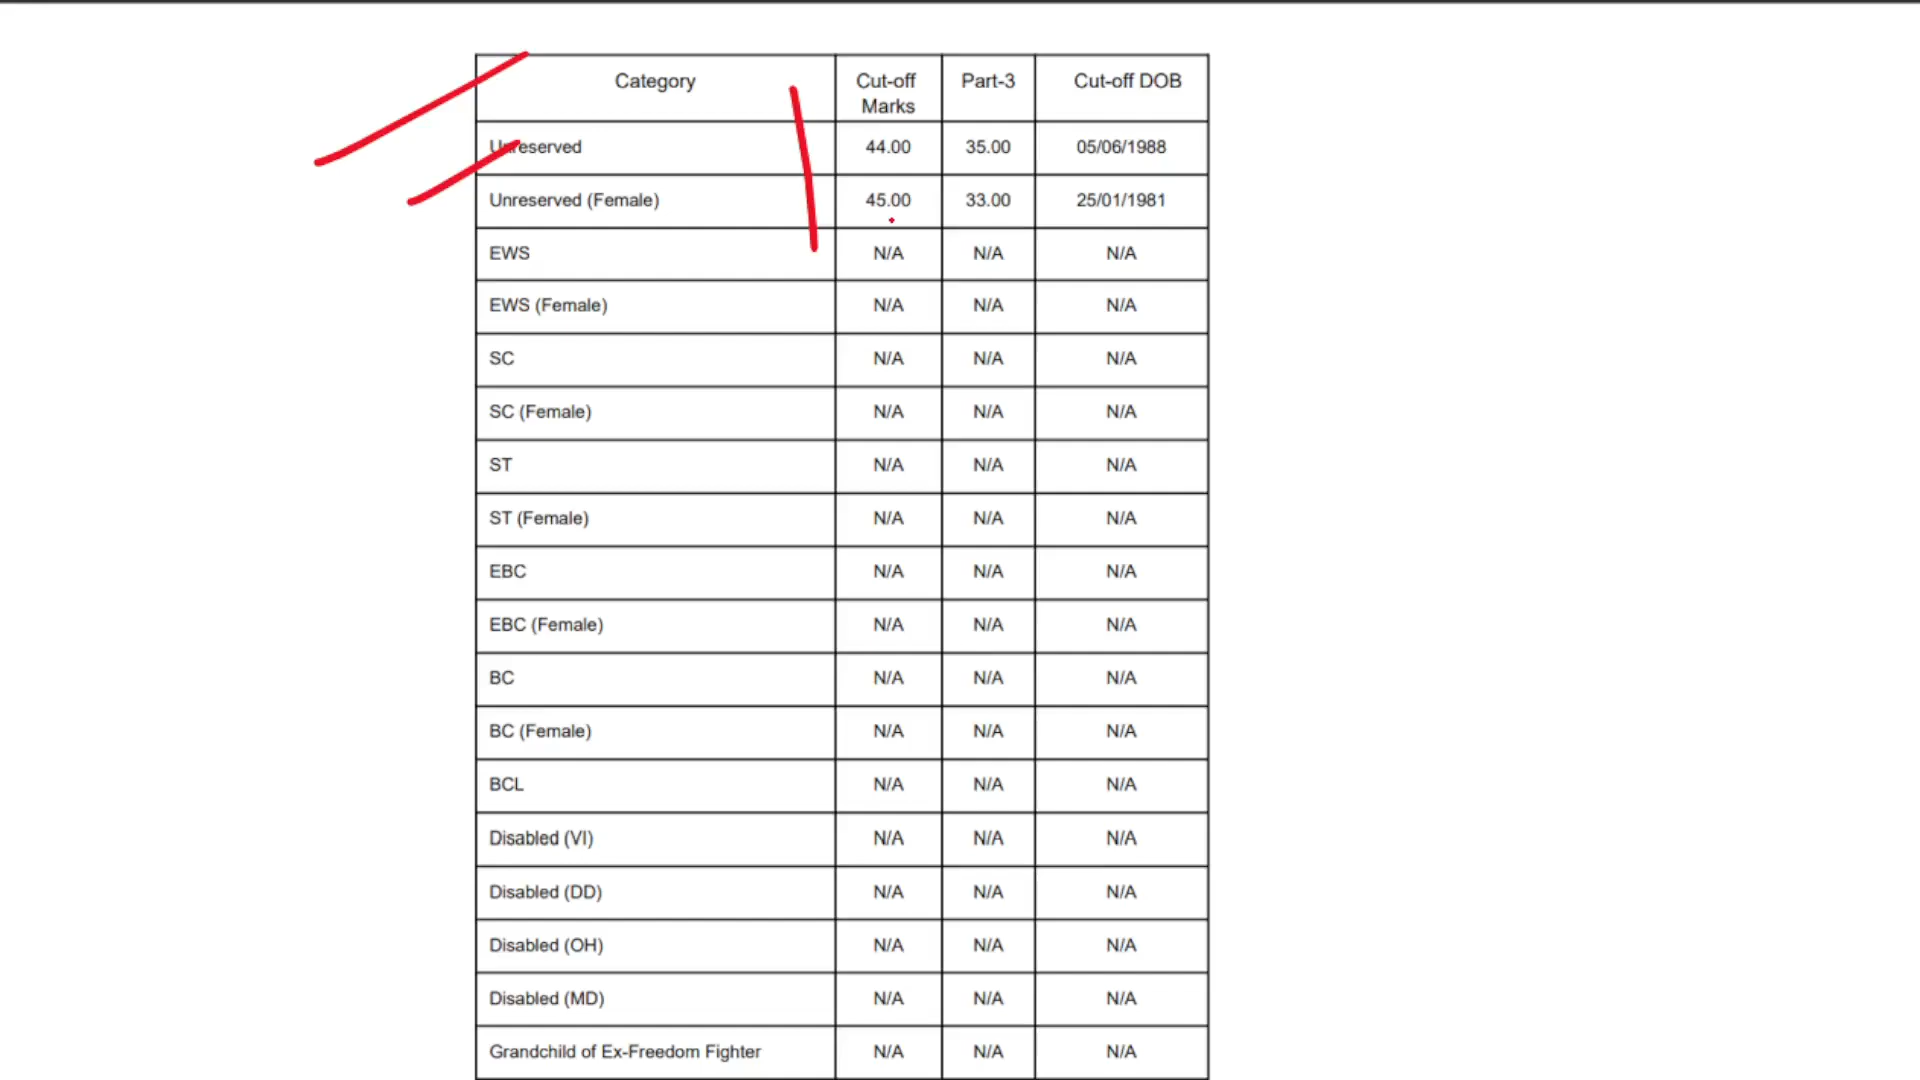 Category Cut-off Marks Part-3 Cut-off DOB
Unreserved 44.00 35.00 05/06/1988
Unreserved (Female) 45.00 33.00 25/01/1981
EWS N/A N/A N/A
EWS (Female) N/A N/A N/A
SC N/A N/A N/A
SC (Female) N/A N/A N/A
ST N/A N/A N/A
ST (Female) N/A N/A N/A
EBC N/A N/A N/A
EBC (Female) N/A N/A N/A
BC N/A N/A N/A
BC (Female) N/A N/A N/A
BCL N/A N/A N/A
Disabled (VI) N/A N/A N/A
Disabled (DD) N/A N/A N/A
Disabled (OH) N/A N/A N/A
Disabled (MD) N/A N/A N/A
Grandchild of Ex-Freedom Fighter N/A N/A N/A